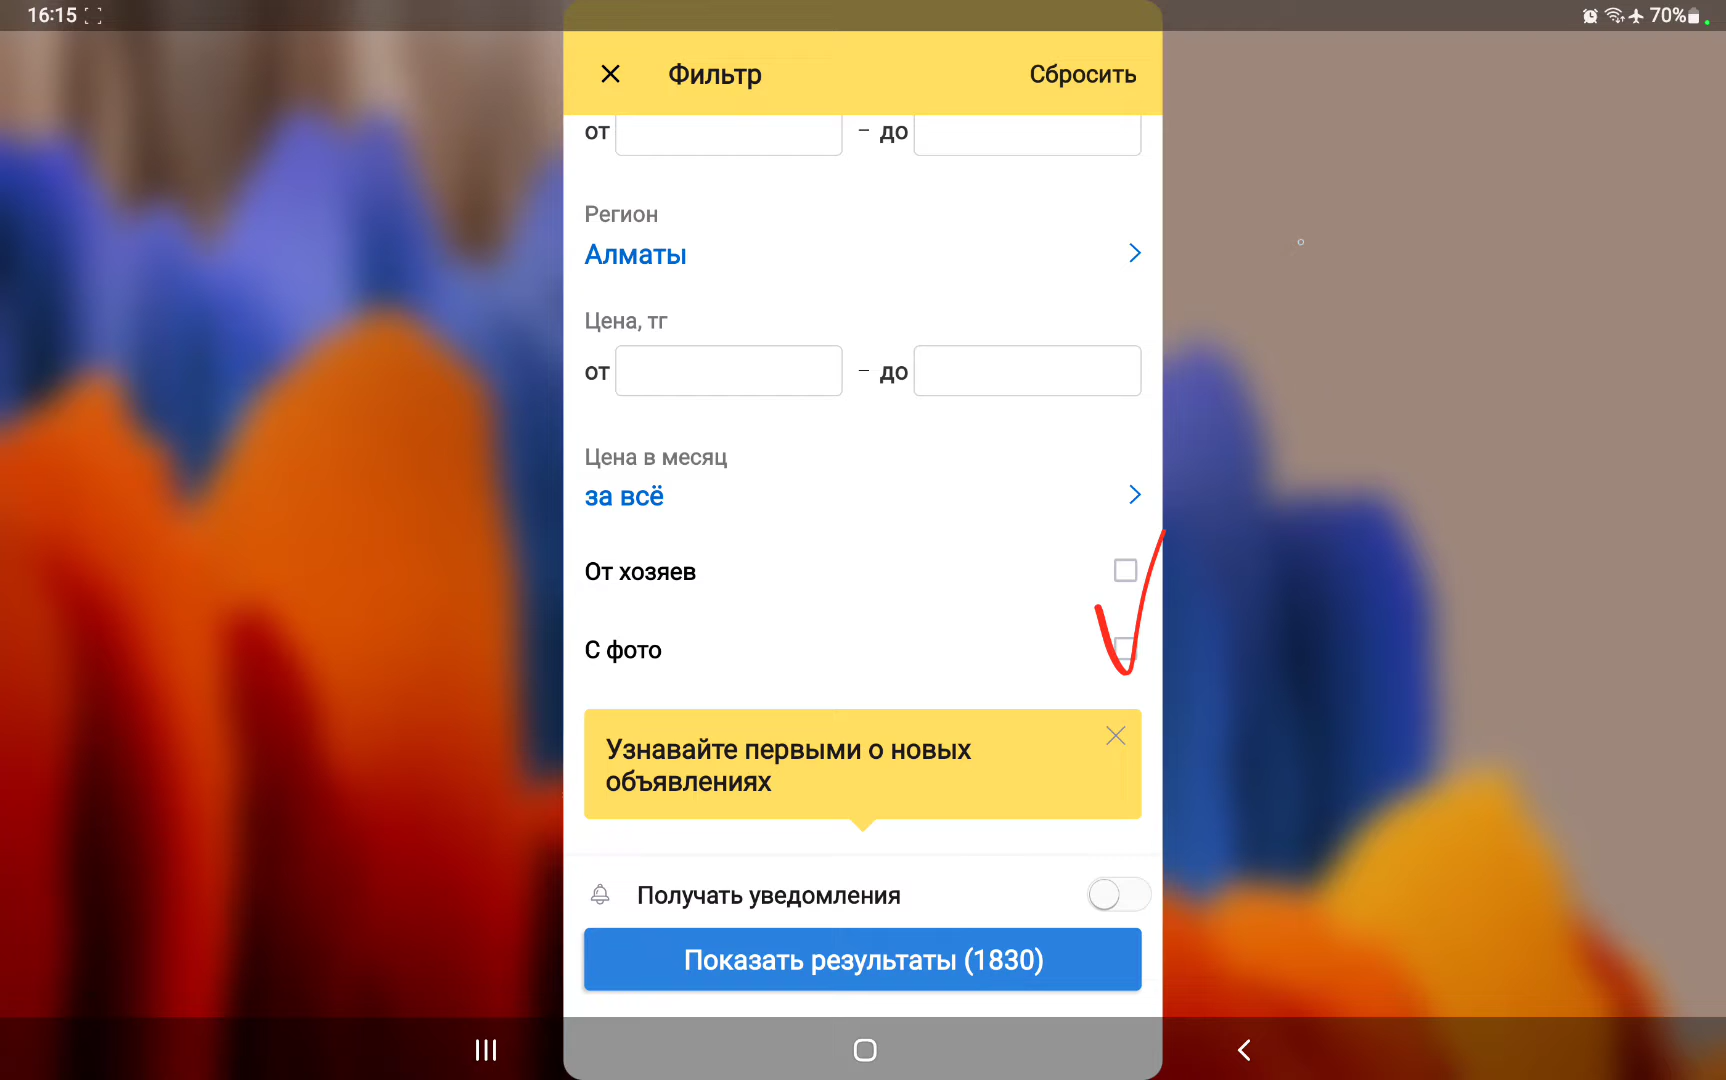 16:15
70%
Фильтр
Сбросить
от – до
Регион
Алматы
Цена, тг
от – до
Цена в месяц
за всё
От хозяев
С фото
Узнавайте первыми о новых
объявлениях
Получать уведомления
Показать результаты (1830)